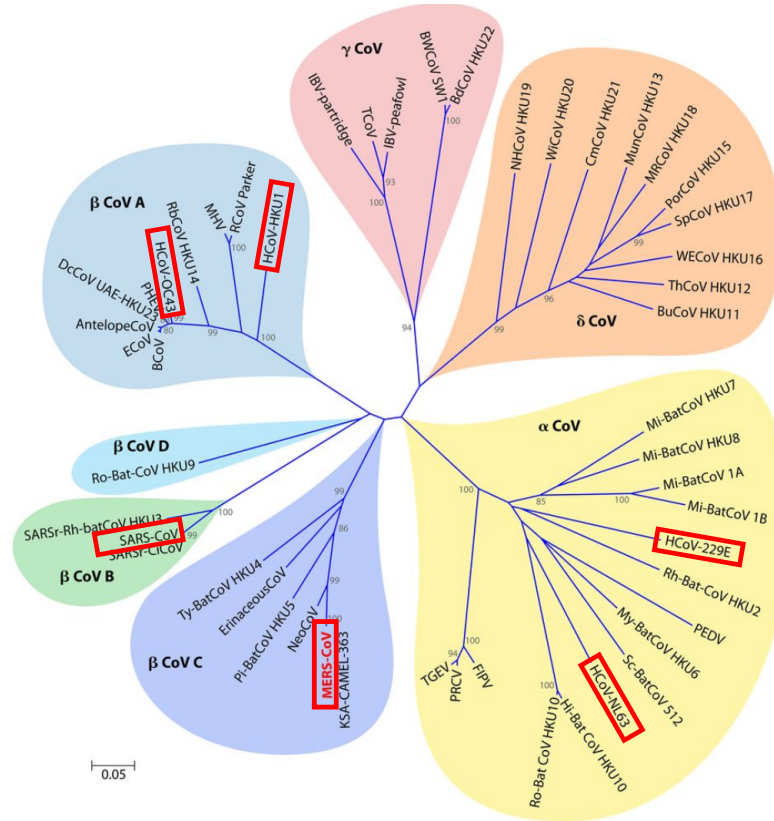 γ CoV
IBV-partridge
TCoV
IBV-peafowl
BWCoV SW1
BdCoV HKU22
100
93
100
94
NHCoV HKU19
WiCoV HKU20
CmCoV HKU21
MunCoV HKU13
MRCoV HKU18
PorCoV HKU15
SpCoV HKU17
99
WECoV HKU16
ThCoV HKU12
BuCoV HKU11
96
99
δ CoV
β CoV A
RbCoV HKU14
MHV
RCoV Parker
HCoV-HKU1
HCoV-OC43
DcCoV UAE-HKU23
PHEV
AntelopeCoV
ECoV
BCoV
99
80
99
100
100
β CoV D
Ro-Bat-CoV HKU9
SARSr-Rh-batCoV HKU3
SARS-CoV
SARSr-CiCoV
100
99
β CoV B
99
86
99
100
Ty-BatCoV HKU4
ErinaceousCoV
Pi-BatCoV HKU5
NeoCoV
MERS-CoV
KSA-CAMEL-363
β CoV C
α CoV
Mi-BatCoV HKU7
Mi-BatCoV HKU8
Mi-BatCoV 1A
Mi-BatCoV 1B
85
100
100
HCoV-229E
Rh-Bat-CoV HKU2
PEDV
My-BatCoV HKU6
Sc-BatCoV 512
HCoV-NL63
Hi-Bat CoV HKU10
Ro-Bat CoV HKU10
100
100
94
TGEV
PRCV
FIPV
0.05